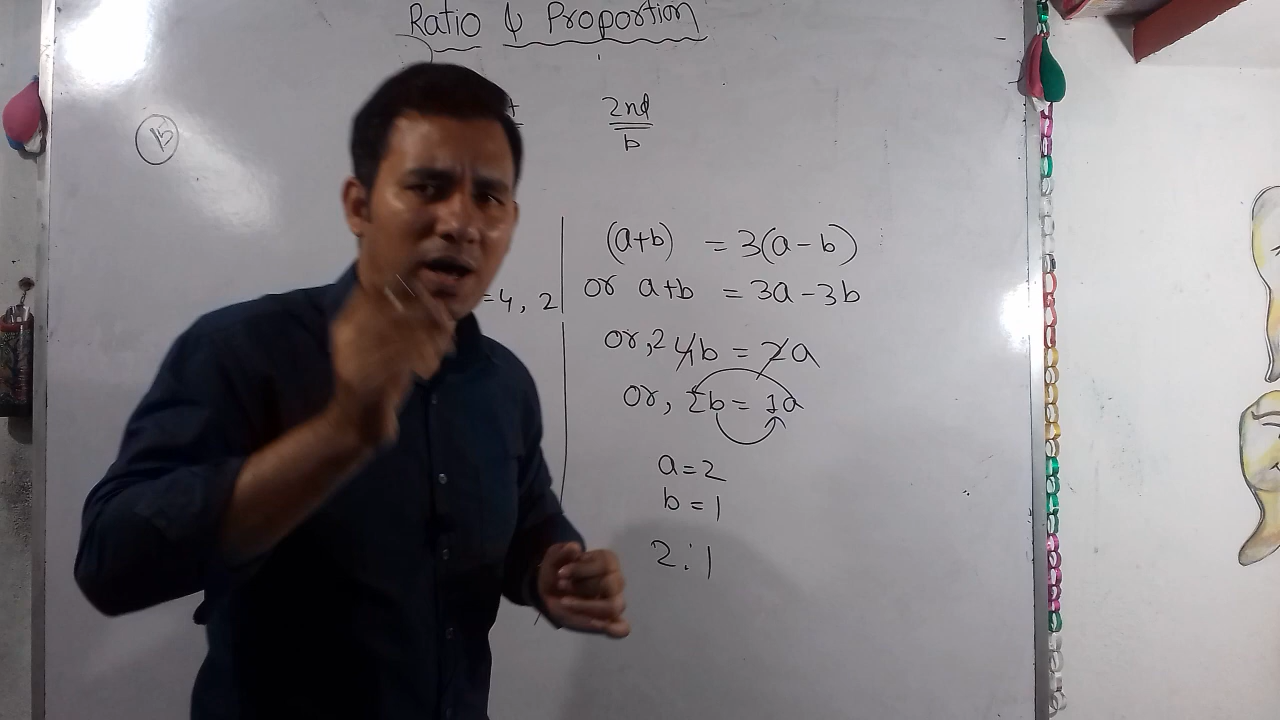 Ratio & Proportion
15
2nd
b
=4, 2
(a+b) = 3(a-b)
or a+b = 3a-3b
or, 2 4b = 2a
or, 2b = 1a
a=2
b=1
2:1